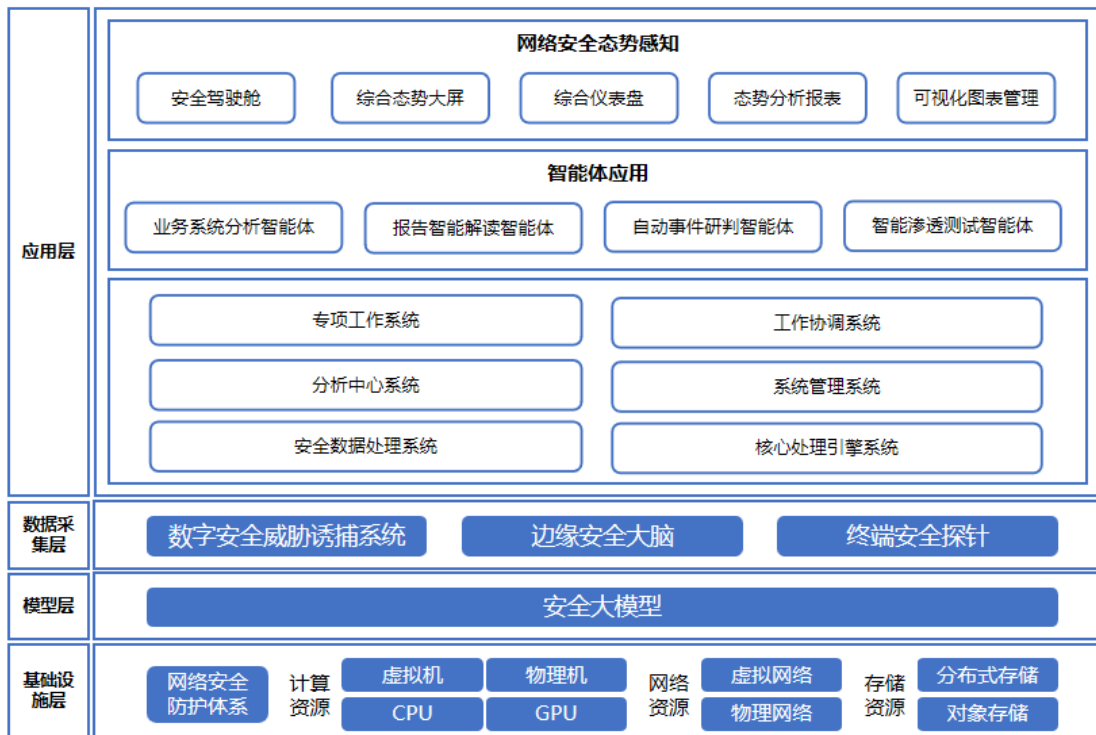 网络安全态势感知
安全驾驶舱
综合态势大屏
综合仪表盘
态势分析报表
可视化图表管理
智能体应用
业务系统分析智能体
报告智能解读智能体
自动事件研判智能体
智能渗透测试智能体
应用层
专项工作系统
工作协调系统
分析中心系统
系统管理系统
安全数据处理系统
核心处理引擎系统
数据采
集层
数字安全威胁诱捕系统
边缘安全大脑
终端安全探针
模型层
安全大模型
基础设
施层
网络安全
防护体系
计算
资源
虚拟机
物理机
CPU
GPU
网络
资源
虚拟网络
物理网络
存储
资源
分布式存储
对象存储